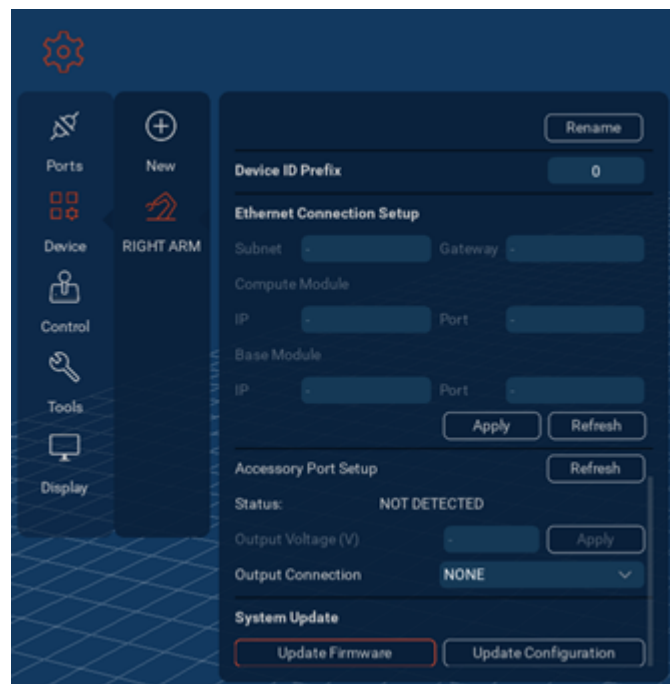 Rename
Ports
New
Device ID Prefix
0
Ethernet Connection Setup
Device
RIGHT ARM
Subnet - Gateway -
Compute Module
Control
IP - Port -
Base Module
IP - Port -
Tools
Apply Refresh
Accessory Port Setup Refresh
Display
Status: NOT DETECTED
Output Voltage (V) - Apply
Output Connection NONE
System Update
Update Firmware Update Configuration